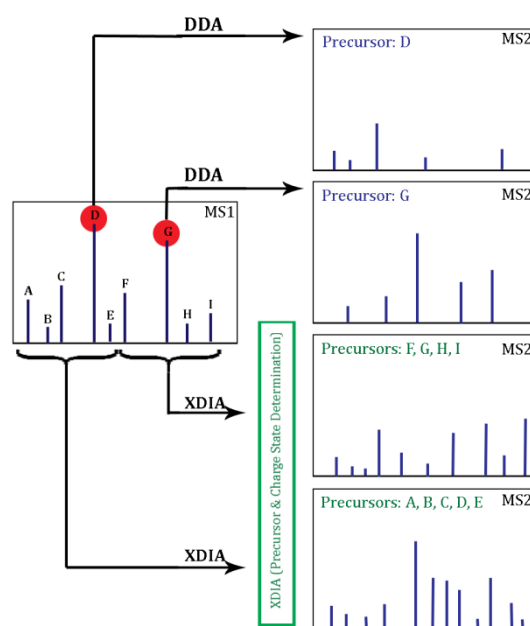 DDA
Precursor: D
MS2
DDA
Precursor: G
MS2
MS1
D
G
A
B
C
E
F
H
I
XDIA
XDIA
XDIA (Precursor & Charge State Determination)
Precursors: F, G, H, I
MS2
Precursors: A, B, C, D, E
MS2